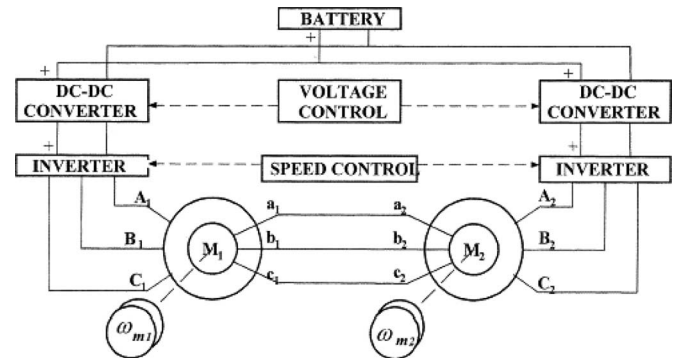 BATTERY
+
+
+
DC-DC
CONVERTER
VOLTAGE
CONTROL
DC-DC
CONVERTER
+
+
INVERTER
SPEED CONTROL
INVERTER
A1
a1
a2
A2
B1
M1
b1
b2
M2
B2
C1
c1
c2
C2
ωm1
ωm2